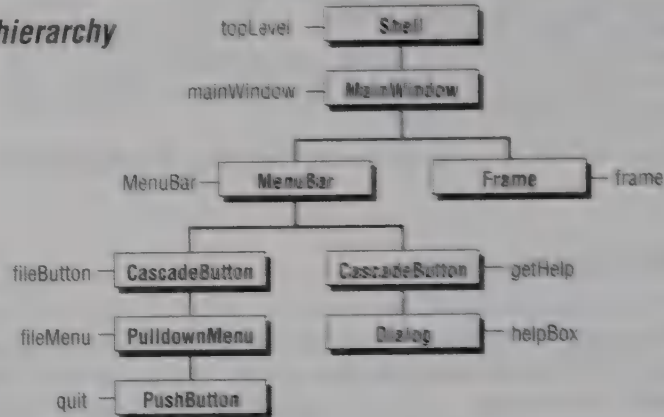 hierarchy
topLevel Shell
mainWindow MainWindow
MenuBar MenuBar Frame frame
fileButton CascadeButton CascadeButton getHelp
fileMenu PulldownMenu Dialog helpBox
quit PushButton